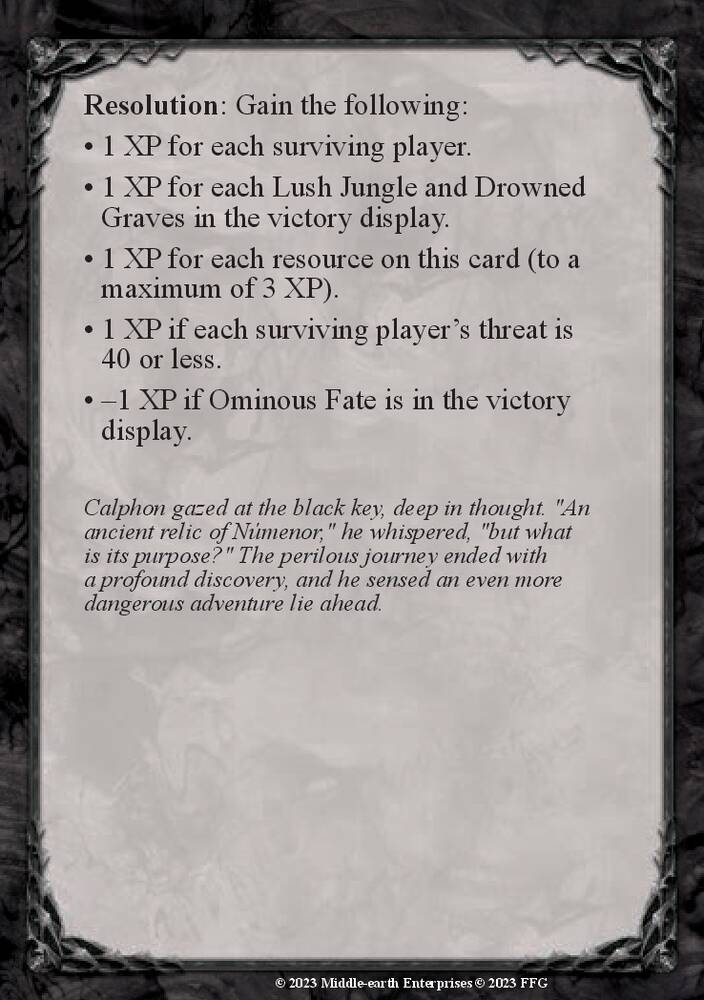 Resolution: Gain the following:
• 1 XP for each surviving player.
• 1 XP for each Lush Jungle and Drowned
Graves in the victory display.
• 1 XP for each resource on this card (to a
maximum of 3 XP).
• 1 XP if each surviving player’s threat is
40 or less.
• –1 XP if Ominous Fate is in the victory
display.
Calphon gazed at the black key, deep in thought. "An
ancient relic of Númenor," he whispered, "but what
is its purpose?" The perilous journey ended with
a profound discovery, and he sensed an even more
dangerous adventure lie ahead.
© 2023 Middle-earth Enterprises © 2023 FFG